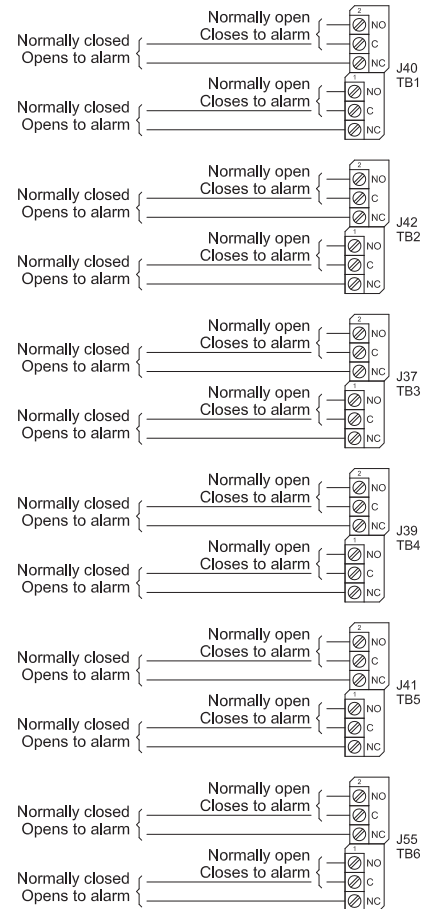 2
Normally open NO
Closes to alarm { C
Normally closed
Opens to alarm { NC
J40
TB1
1
Normally open NO
Closes to alarm { C
Normally closed
Opens to alarm { NC
2
Normally open NO
Closes to alarm { C
Normally closed
Opens to alarm { NC
J42
TB2
1
Normally open NO
Closes to alarm { C
Normally closed
Opens to alarm { NC
2
Normally open NO
Closes to alarm { C
Normally closed
Opens to alarm { NC
J37
TB3
1
Normally open NO
Closes to alarm { C
Normally closed
Opens to alarm { NC
2
Normally open NO
Closes to alarm { C
Normally closed
Opens to alarm { NC
J39
TB4
1
Normally open NO
Closes to alarm { C
Normally closed
Opens to alarm { NC
2
Normally open NO
Closes to alarm { C
Normally closed
Opens to alarm { NC
J41
TB5
1
Normally open NO
Closes to alarm { C
Normally closed
Opens to alarm { NC
2
Normally open NO
Closes to alarm { C
Normally closed
Opens to alarm { NC
J55
TB6
1
Normally open NO
Closes to alarm { C
Normally closed
Opens to alarm { NC